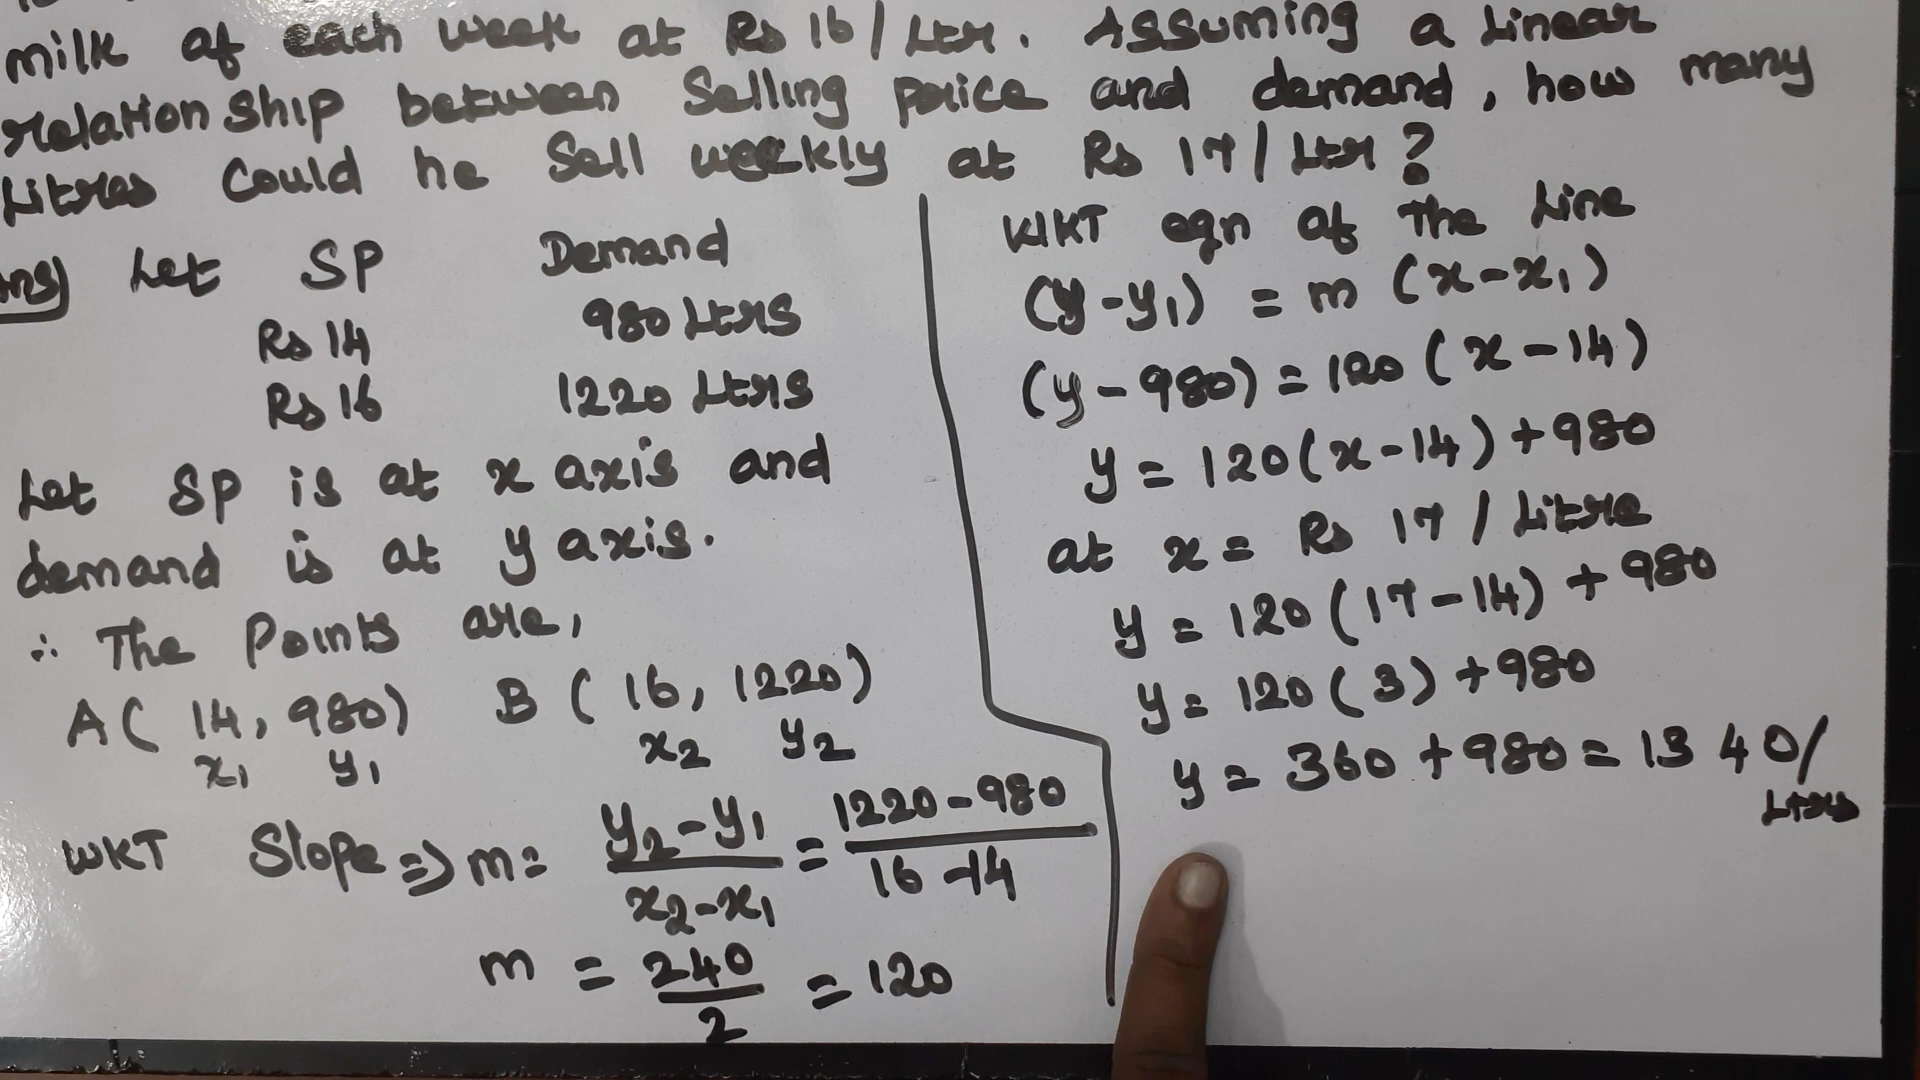 milk of each week at Rs 16/Ltr. Assuming a Linear
relationship between Selling price and demand, how many
Litres Could he Sell weekly at Rs 17/Ltr?
Ans) Let SP Demand
Rs 14 980 Ltrs
Rs 16 1220 Ltrs
Let SP is at x axis and
demand is at y axis.
∴ The Points are,
A( 14, 980) B( 16, 1220)
x1 y1 x2 y2
WKT Slope => m = y2-y1/x2-x1 = 1220-980/16-14
m = 240/2 = 120
WKT eqn of The Line
(y-y1) = m (x-x1)
(y-980) = 120 (x-14)
y = 120(x-14)+980
at x = Rs 17 / Litre
y = 120 (17-14) + 980
y = 120 (3) +980
y = 360 +980 = 1340/
Ltrs